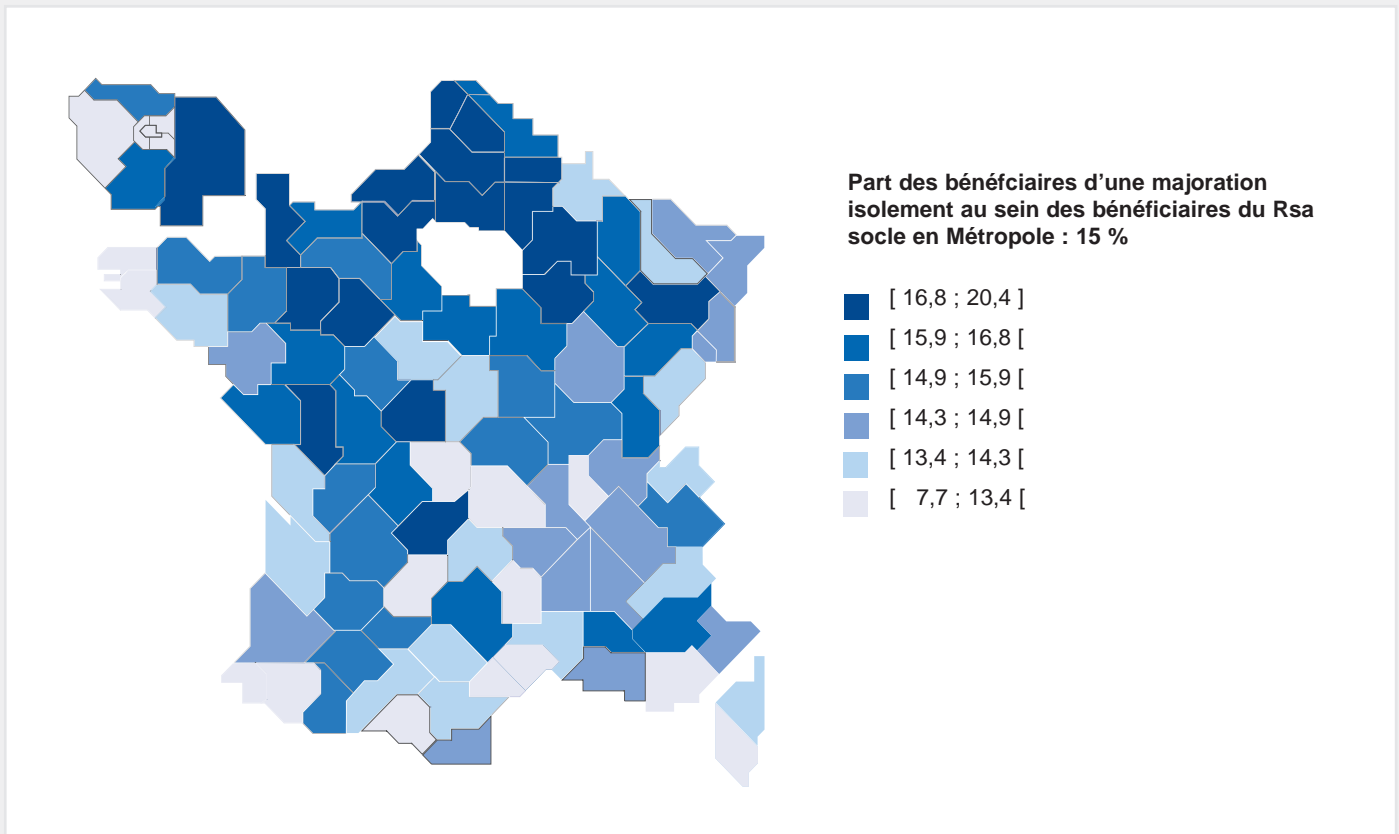 Part des bénéfciaires d’une majoration
isolement au sein des bénéficiaires du Rsa
socle en Métropole : 15 %
[ 16,8 ; 20,4 ]
[ 15,9 ; 16,8 [
[ 14,9 ; 15,9 [
[ 14,3 ; 14,9 [
[ 13,4 ; 14,3 [
[ 7,7 ; 13,4 [